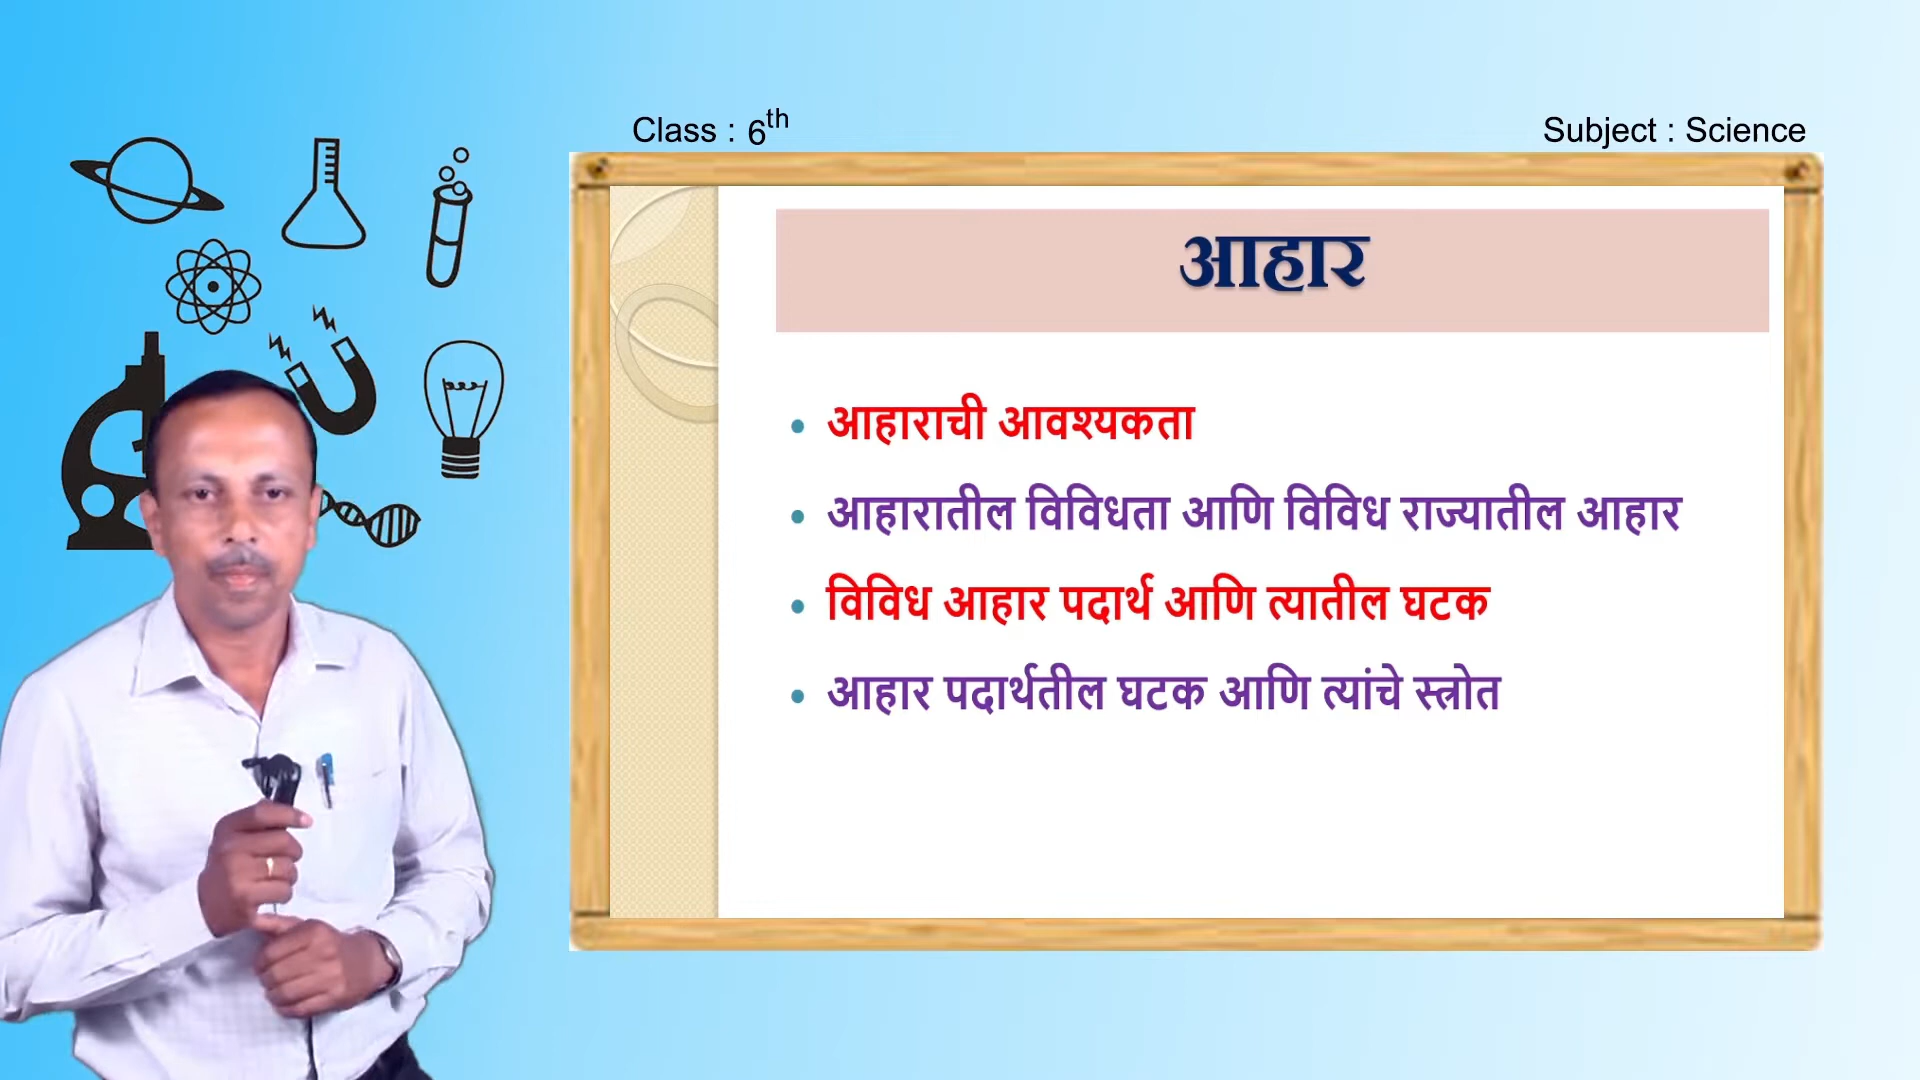 Class : 6th
Subject : Science
आहार
• आहाराची आवश्यकता
• आहारातील विविधता आणि विविध राज्यातील आहार
• विविध आहार पदार्थ आणि त्यातील घटक
• आहार पदार्थतील घटक आणि त्यांचे स्त्रोत